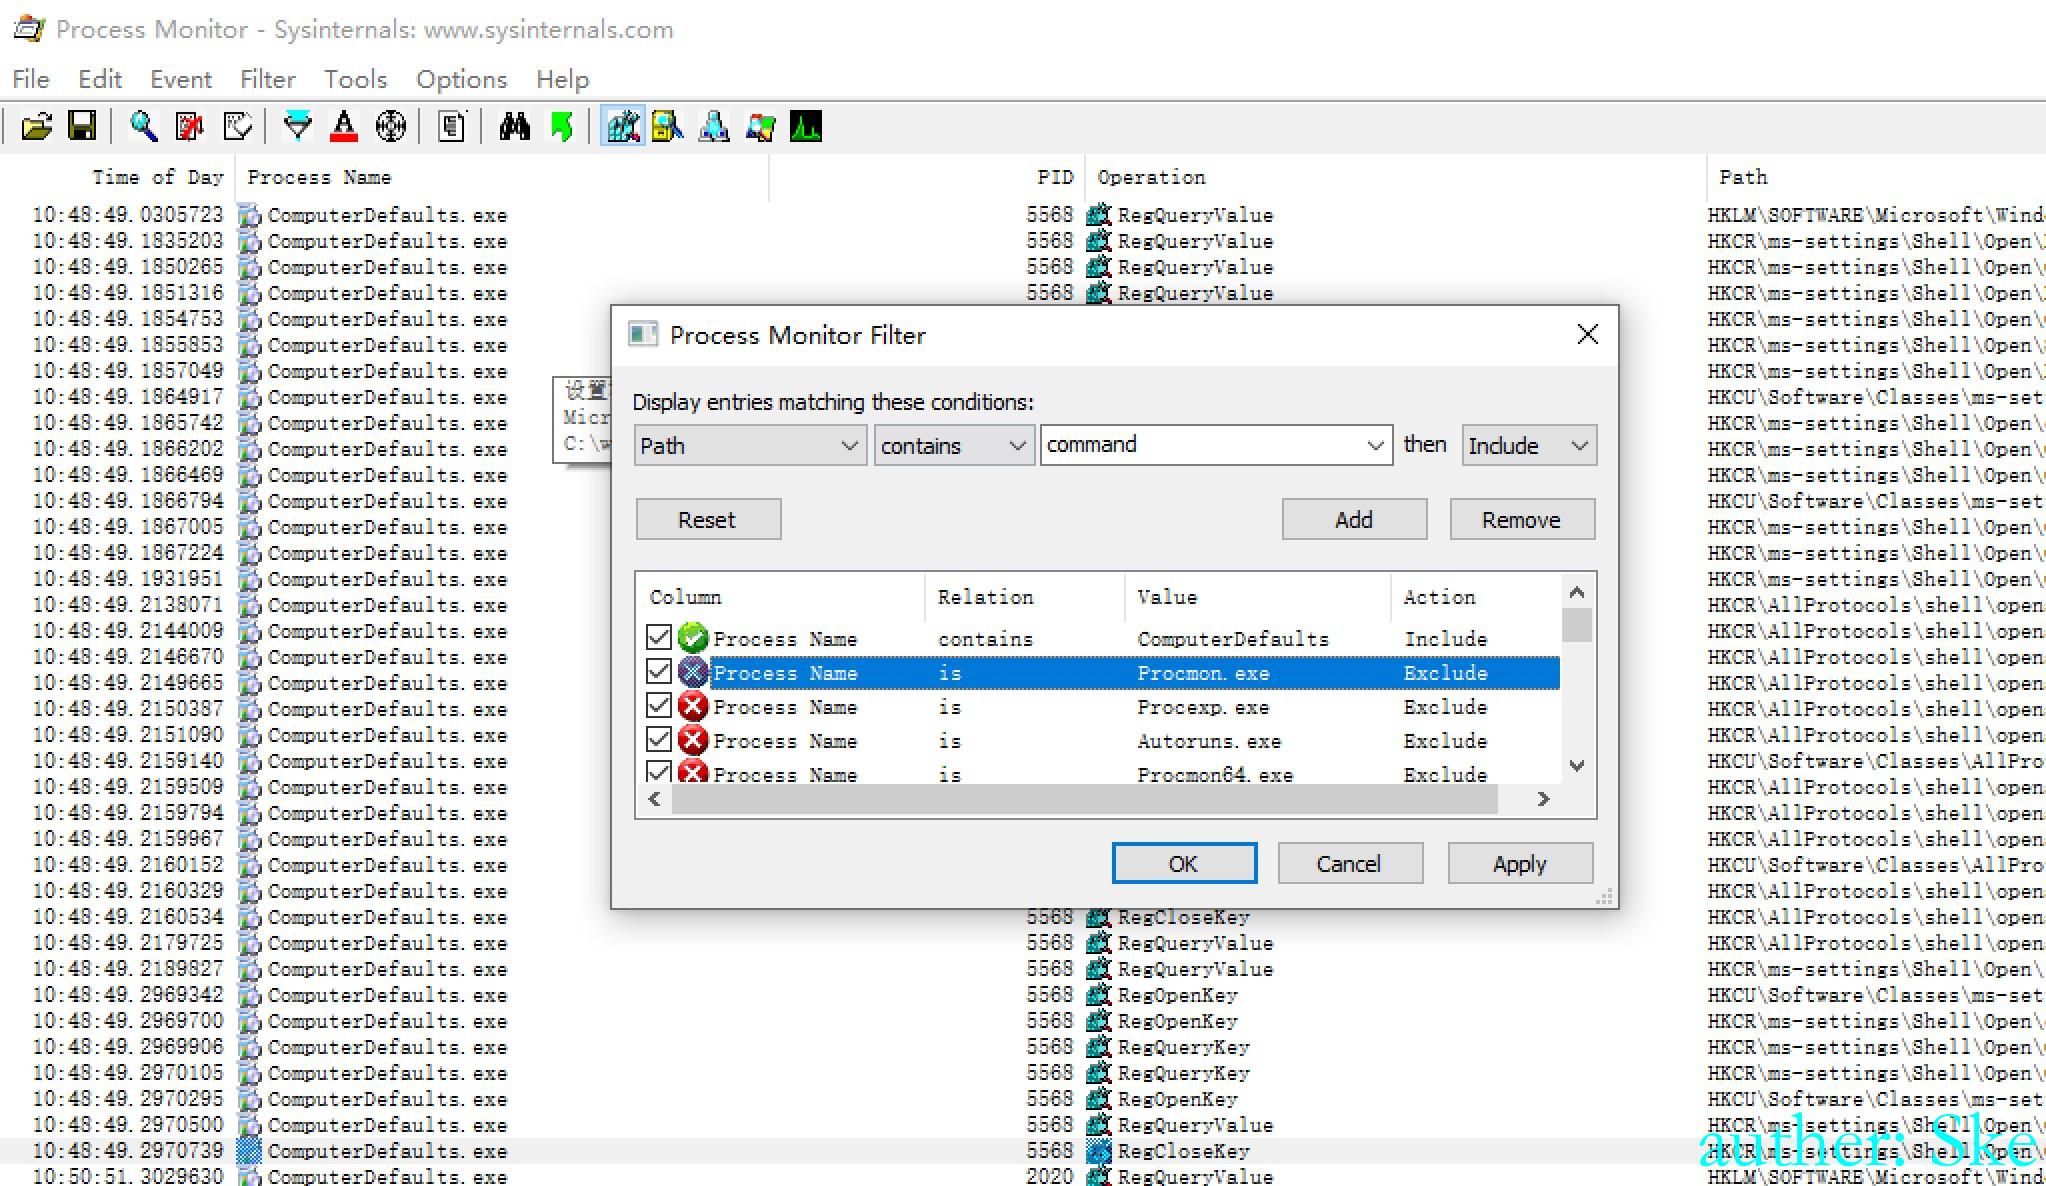 Process Monitor - Sysinternals: www.sysinternals.com
File Edit Event Filter Tools Options Help
Time of Day Process Name PID Operation Path
10:48:49.0305723 ComputerDefaults.exe 5568 RegQueryValue HKLM\SOFTWARE\Microsoft\Wind
10:48:49.1835203 ComputerDefaults.exe 5568 RegQueryValue HKCR\ms-settings\Shell\Open\
10:48:49.1850265 ComputerDefaults.exe 5568 RegQueryValue HKCR\ms-settings\Shell\Open\
10:48:49.1851316 ComputerDefaults.exe 5568 RegQueryValue HKCR\ms-settings\Shell\Open\
10:48:49.1854753 ComputerDefaults.exe HKCR\ms-settings\Shell\Open\
10:48:49.1855853 ComputerDefaults.exe HKCR\ms-settings\Shell\Open\
10:48:49.1857049 ComputerDefaults.exe HKCR\ms-settings\Shell\Open\
10:48:49.1864917 ComputerDefaults.exe HKCU\Software\Classes\ms-set
10:48:49.1865742 ComputerDefaults.exe HKCR\ms-settings\Shell\Open\
10:48:49.1866202 ComputerDefaults.exe HKCR\ms-settings\Shell\Open\
10:48:49.1866469 ComputerDefaults.exe HKCR\ms-settings\Shell\Open\
10:48:49.1866794 ComputerDefaults.exe HKCU\Software\Classes\ms-set
10:48:49.1867005 ComputerDefaults.exe HKCR\ms-settings\Shell\Open\
10:48:49.1867224 ComputerDefaults.exe HKCR\ms-settings\Shell\Open\
10:48:49.1931951 ComputerDefaults.exe HKCR\ms-settings\Shell\Open\
10:48:49.2138071 ComputerDefaults.exe HKCR\AllProtocols\shell\open
10:48:49.2144009 ComputerDefaults.exe HKCR\AllProtocols\shell\open
10:48:49.2146670 ComputerDefaults.exe HKCR\AllProtocols\shell\open
10:48:49.2149665 ComputerDefaults.exe HKCR\AllProtocols\shell\open
10:48:49.2150387 ComputerDefaults.exe HKCR\AllProtocols\shell\open
10:48:49.2151090 ComputerDefaults.exe HKCR\AllProtocols\shell\open
10:48:49.2159140 ComputerDefaults.exe HKCU\Software\Classes\AllPro
10:48:49.2159509 ComputerDefaults.exe HKCR\AllProtocols\shell\open
10:48:49.2159794 ComputerDefaults.exe HKCR\AllProtocols\shell\open
10:48:49.2159967 ComputerDefaults.exe HKCR\AllProtocols\shell\open
10:48:49.2160152 ComputerDefaults.exe HKCU\Software\Classes\AllPro
10:48:49.2160329 ComputerDefaults.exe HKCR\AllProtocols\shell\open
10:48:49.2160534 ComputerDefaults.exe 5568 RegCloseKey HKCR\AllProtocols\shell\open
10:48:49.2179725 ComputerDefaults.exe 5568 RegQueryValue HKCR\AllProtocols\shell\open
10:48:49.2189827 ComputerDefaults.exe 5568 RegQueryValue HKCR\ms-settings\Shell\Open\
10:48:49.2969342 ComputerDefaults.exe 5568 RegOpenKey HKCU\Software\Classes\ms-set
10:48:49.2969700 ComputerDefaults.exe 5568 RegOpenKey HKCR\ms-settings\Shell\Open\
10:48:49.2969906 ComputerDefaults.exe 5568 RegQueryKey HKCR\ms-settings\Shell\Open\
10:48:49.2970105 ComputerDefaults.exe 5568 RegQueryKey HKCR\ms-settings\Shell\Open\
10:48:49.2970295 ComputerDefaults.exe 5568 RegOpenKey HKCU\Software\Classes\ms-set
10:48:49.2970500 ComputerDefaults.exe 5568 RegQueryValue HKCR\ms-settings\Shell\Open\
10:48:49.2970739 ComputerDefaults.exe 5568 RegCloseKey HKCR\ms-settings\Shell\Open\
10:50:51.3029630 ComputerDefaults.exe 2020 RegQueryValue HKLM\SOFTWARE\Microsoft\Wind
设置
Micr
C:\w
Process Monitor Filter
Display entries matching these conditions:
Path contains command then Include
Reset Add Remove
Column Relation Value Action
Process Name contains ComputerDefaults Include
Process Name is Procmon.exe Exclude
Process Name is Procexp.exe Exclude
Process Name is Autoruns.exe Exclude
Process Name is Procmon64.exe Exclude
OK Cancel Apply
auther: Ske